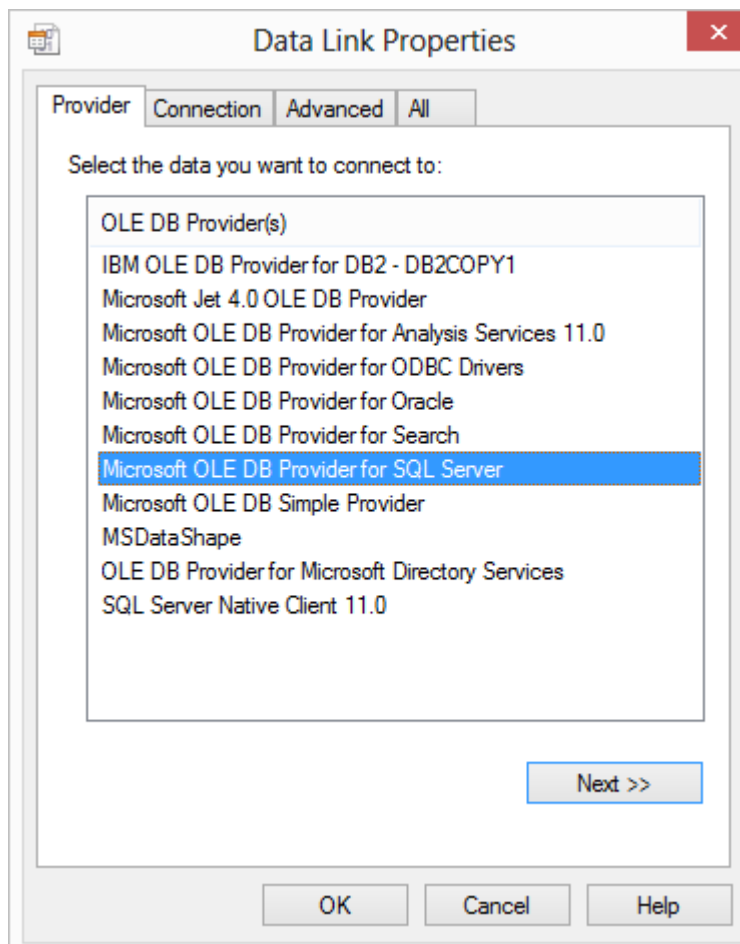 Data Link Properties
Provider Connection Advanced All
Select the data you want to connect to:
OLE DB Provider(s)
IBM OLE DB Provider for DB2 - DB2COPY1
Microsoft Jet 4.0 OLE DB Provider
Microsoft OLE DB Provider for Analysis Services 11.0
Microsoft OLE DB Provider for ODBC Drivers
Microsoft OLE DB Provider for Oracle
Microsoft OLE DB Provider for Search
Microsoft OLE DB Provider for SQL Server
Microsoft OLE DB Simple Provider
MSDataShape
OLE DB Provider for Microsoft Directory Services
SQL Server Native Client 11.0
Next >>
OK Cancel Help